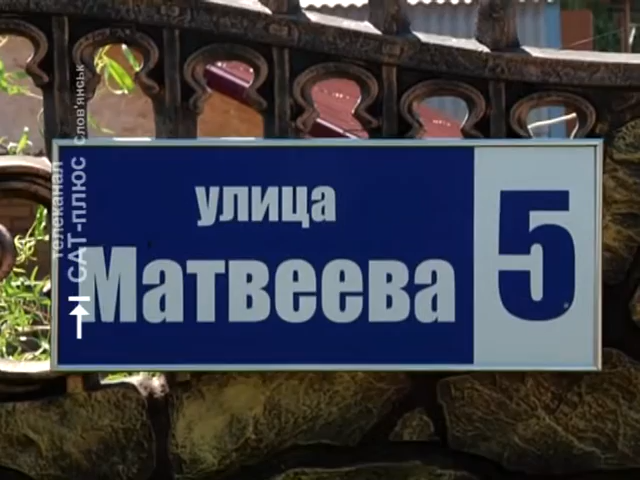 улица
Матвеева
5
телеканал
САТ-плюс Слов'янськ